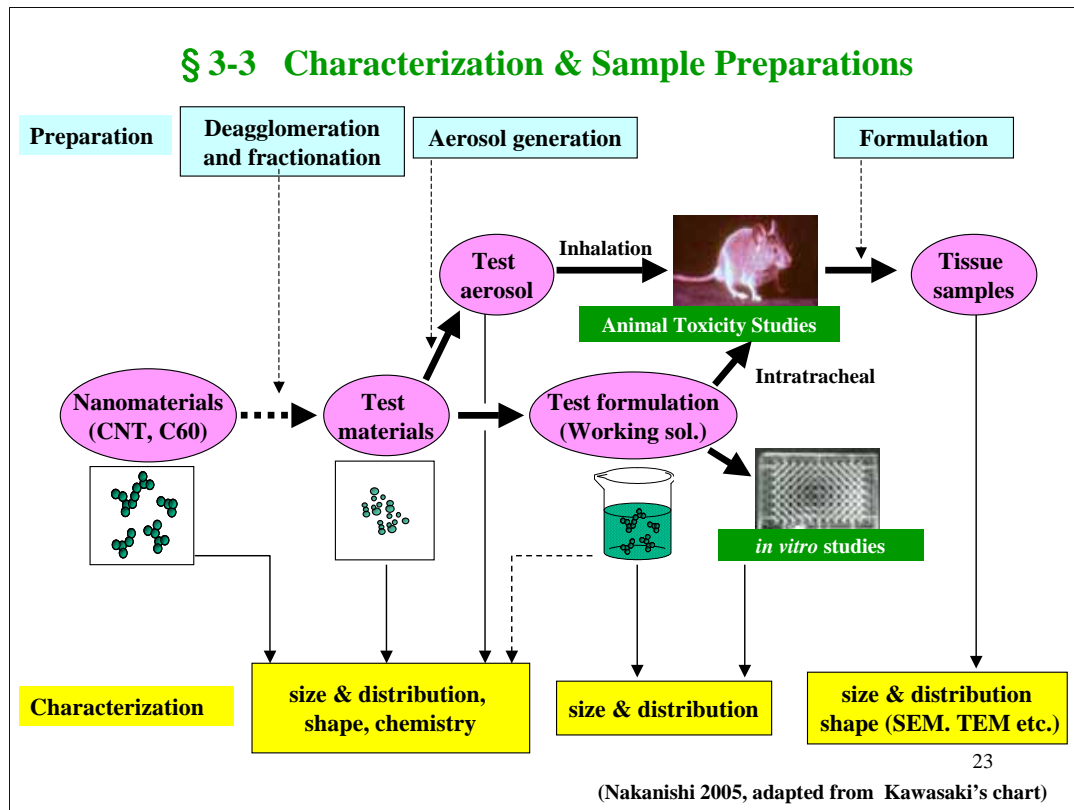 § 3-3 Characterization & Sample Preparations
Preparation
Deagglomeration
and fractionation
Aerosol generation
Formulation
Test
aerosol
Inhalation
Tissue
samples
Animal Toxicity Studies
Intratracheal
Nanomaterials
(CNT, C60)
Test
materials
Test formulation
(Working sol.)
in vitro studies
Characterization
size & distribution,
shape, chemistry
size & distribution
size & distribution
shape (SEM. TEM etc.)
23
(Nakanishi 2005, adapted from Kawasaki’s chart)